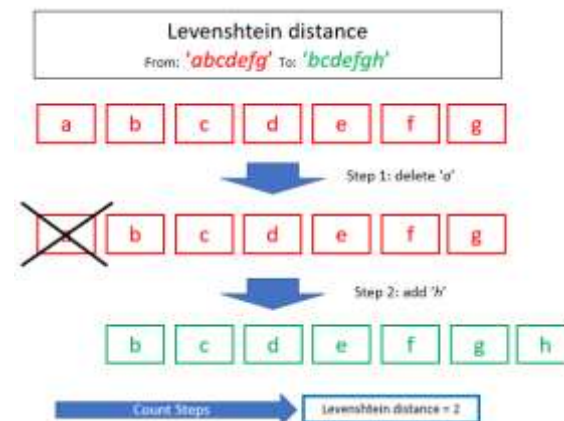 Levenshtein distance
From: 'abcdefg' To: 'bcdefgh'
a b c d e f g
Step 1: delete 'a'
a b c d e f g
Step 2: add 'h'
b c d e f g h
Count Steps
Levenshtein distance = 2